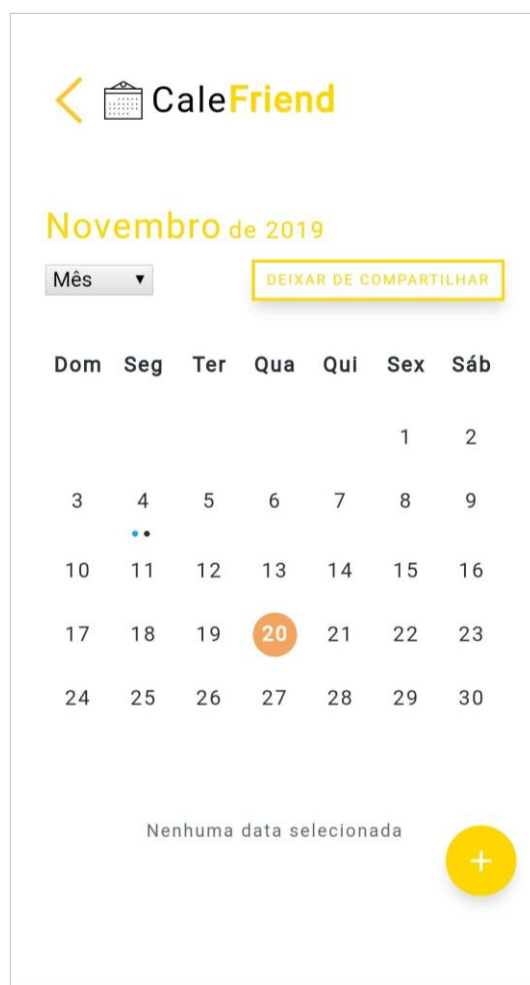 CaleFriend
Novembro de 2019
Mês
DEIXAR DE COMPARTILHAR
Dom Seg Ter Qua Qui Sex Sáb
1 2
3 4 5 6 7 8 9
10 11 12 13 14 15 16
17 18 19 20 21 22 23
24 25 26 27 28 29 30
Nenhuma data selecionada
+